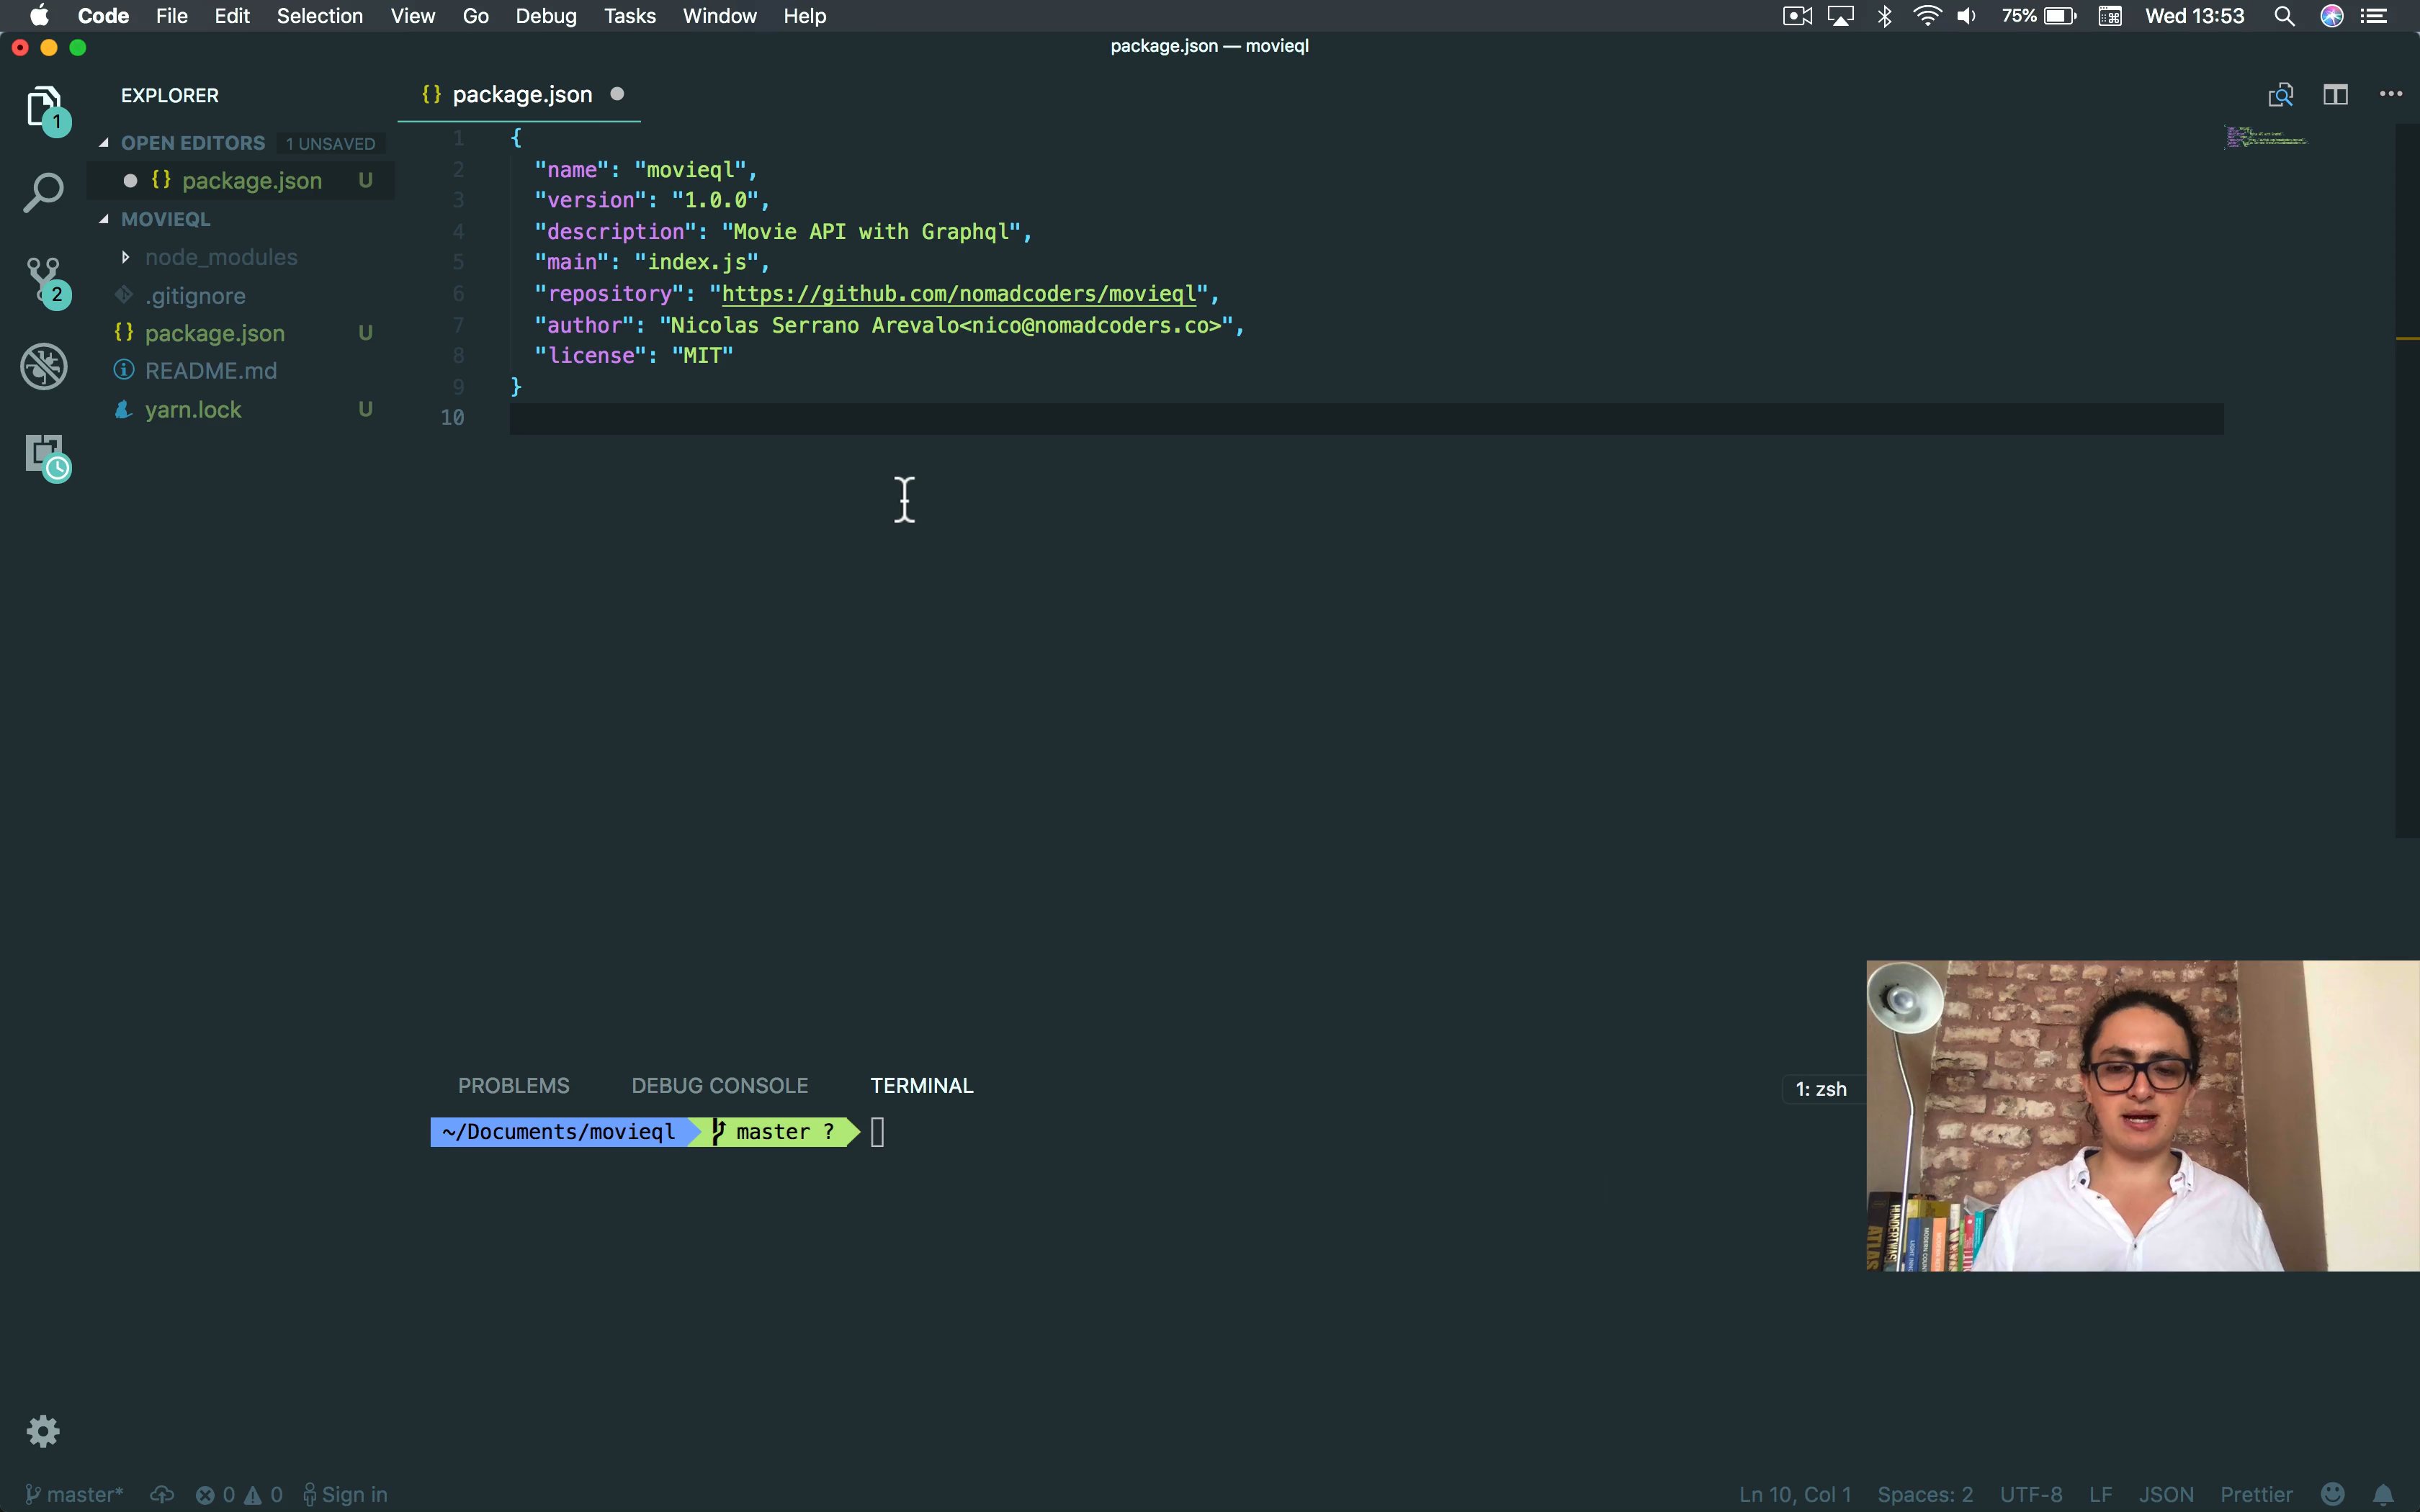 Code File Edit Selection View Go Debug Tasks Window Help 75% Wed 13:53
package.json — movieql
EXPLORER
OPEN EDITORS 1 UNSAVED
{} package.json U
MOVIEQL
node_modules
.gitignore
{} package.json U
README.md
yarn.lock U
1
2
{} package.json
1 {
2 "name": "movieql",
3 "version": "1.0.0",
4 "description": "Movie API with Graphql",
5 "main": "index.js",
6 "repository": "https://github.com/nomadcoders/movieql",
7 "author": "Nicolas Serrano Arevalo<nico@nomadcoders.co>",
8 "license": "MIT"
9 }
10
PROBLEMS DEBUG CONSOLE TERMINAL 1: zsh
~/Documents/movieql master ?
ATLAS
master* 0 0 Sign in Ln 10, Col 1 Spaces: 2 UTF-8 LF JSON Prettier